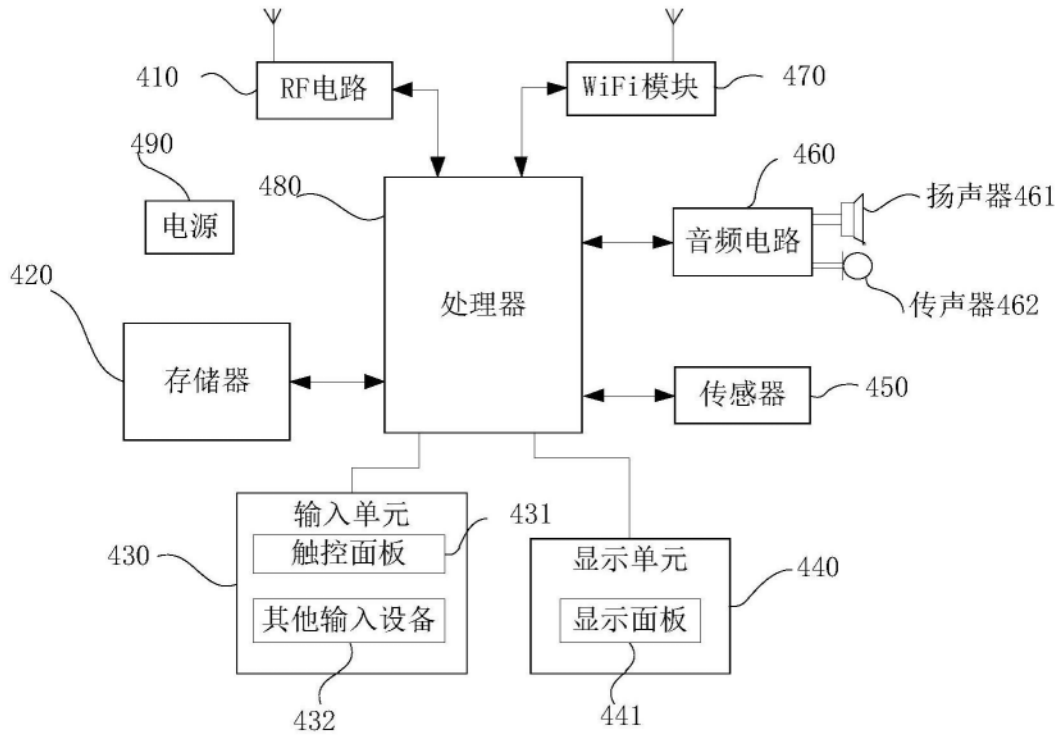 410
RF电路
WiFi模块
470
490
电源
480
处理器
460
音频电路
扬声器461
传声器462
420
存储器
传感器
450
430
输入单元
触控面板
431
其他输入设备
432
显示单元
440
显示面板
441